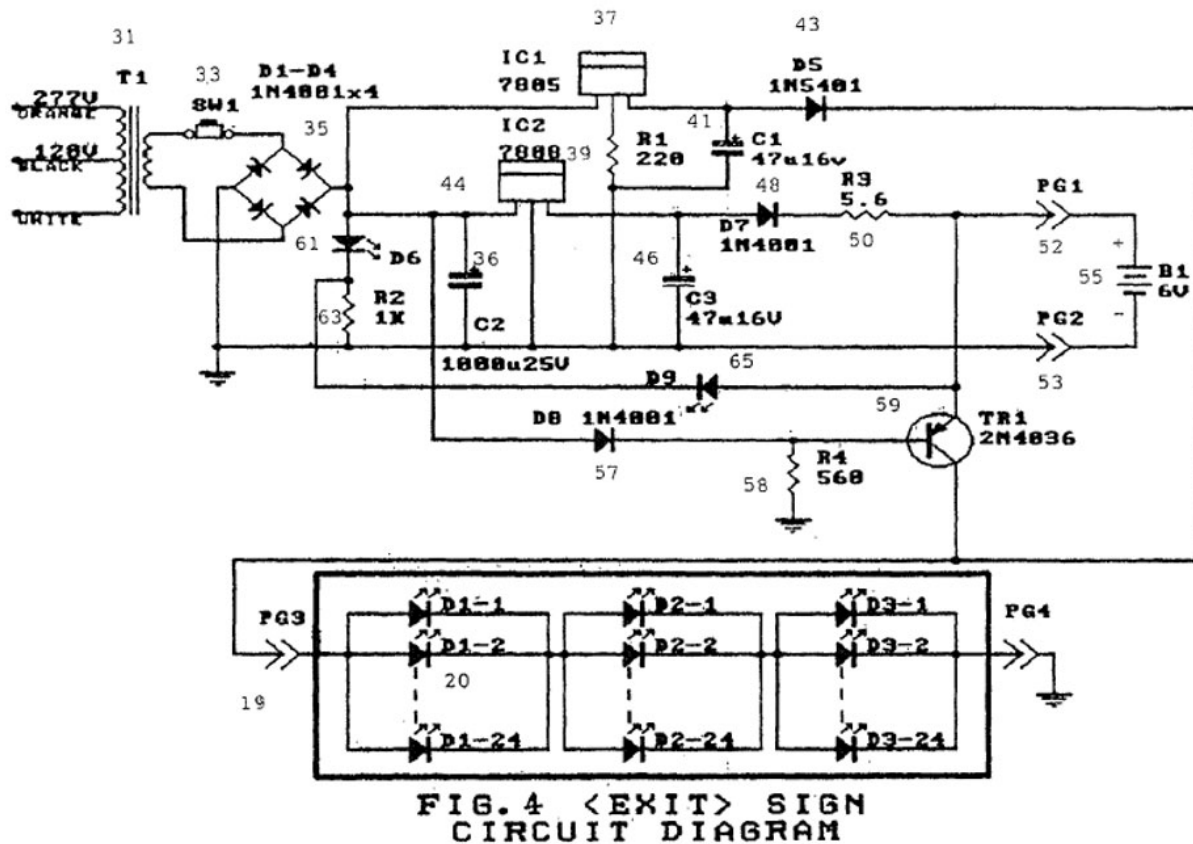 31
T1
277V
ORANGE
120V
BLACK
WHITE
33
SW1
D1-D4
1N4001x4
35
37
IC1
7805
IC2
7808
39
R1
220
41
C1
47u16v
43
D5
1N5401
44
36
C2
1000u25V
61
D6
63
R2
1K
46
C3
47u16V
48
D7
1N4001
R3
5.6
50
PG1
52
55
+
B1
6V
-
PG2
53
65
D9
D8 1N4001
57
58
R4
560
59
TR1
2N4036
PG3
19
D1-1
D1-2
20
D1-24
D2-1
D2-2
D2-24
D3-1
D3-2
D3-24
PG4
FIG.4 <EXIT> SIGN
CIRCUIT DIAGRAM